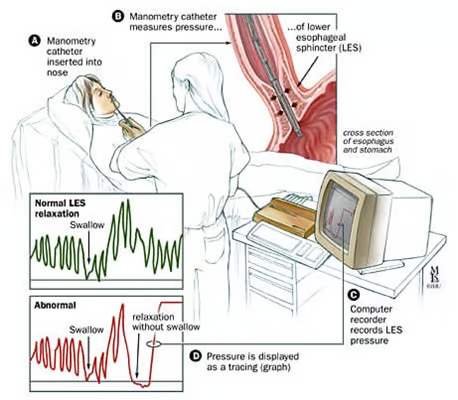 A Manometry
catheter
inserted into
nose
B Manometry catheter
measures pressure...
...of lower
esophageal
sphincter (LES)
cross section
of esophagus
and stomach
Normal LES
relaxation
Swallow
Abnormal
Swallow
relaxation
without swallow
C Computer
recorder
records LES
pressure
D Pressure is displayed
as a tracing (graph)